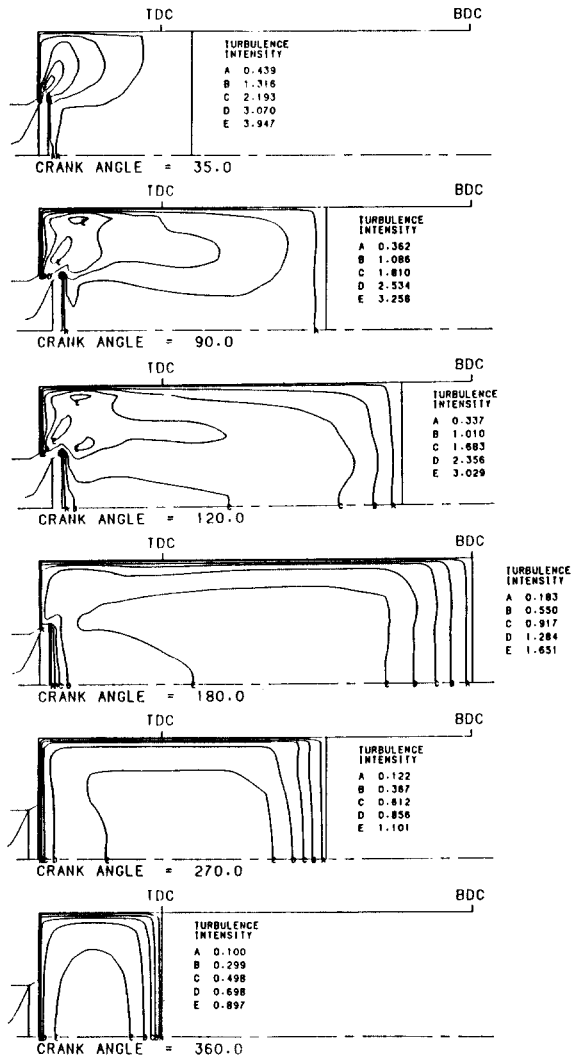 TDC BDC
TURBULENCE
INTENSITY
A 0.439
B 1.316
C 2.193
D 3.070
E 3.947
CRANK ANGLE = 35.0
TDC BDC
TURBULENCE
INTENSITY
A 0.362
B 1.086
C 1.810
D 2.534
E 3.258
CRANK ANGLE = 90.0
TDC BDC
TURBULENCE
INTENSITY
A 0.337
B 1.010
C 1.683
D 2.356
E 3.029
CRANK ANGLE = 120.0
TDC BDC
TURBULENCE
INTENSITY
A 0.183
B 0.550
C 0.917
D 1.284
E 1.651
CRANK ANGLE = 180.0
TDC BDC
TURBULENCE
INTENSITY
A 0.122
B 0.367
C 0.612
D 0.856
E 1.101
CRANK ANGLE = 270.0
TDC BDC
TURBULENCE
INTENSITY
A 0.100
B 0.299
C 0.498
D 0.698
E 0.897
CRANK ANGLE = 360.0